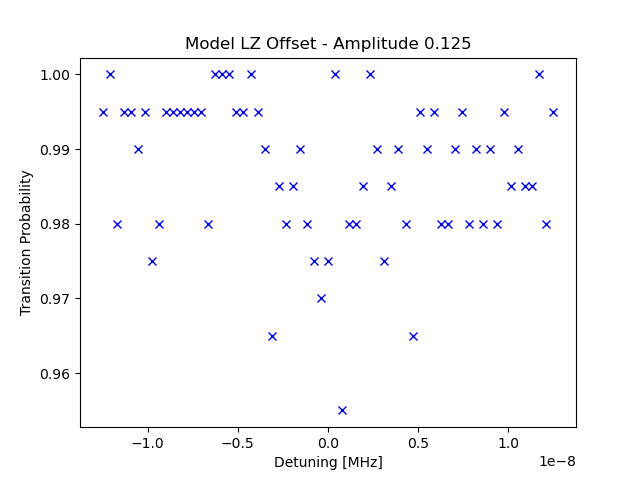 Model LZ Offset - Amplitude 0.125
Transition Probability
1.00
0.99
0.98
0.97
0.96
−1.0
−0.5
0.0
0.5
1.0
1e−8
Detuning [MHz]